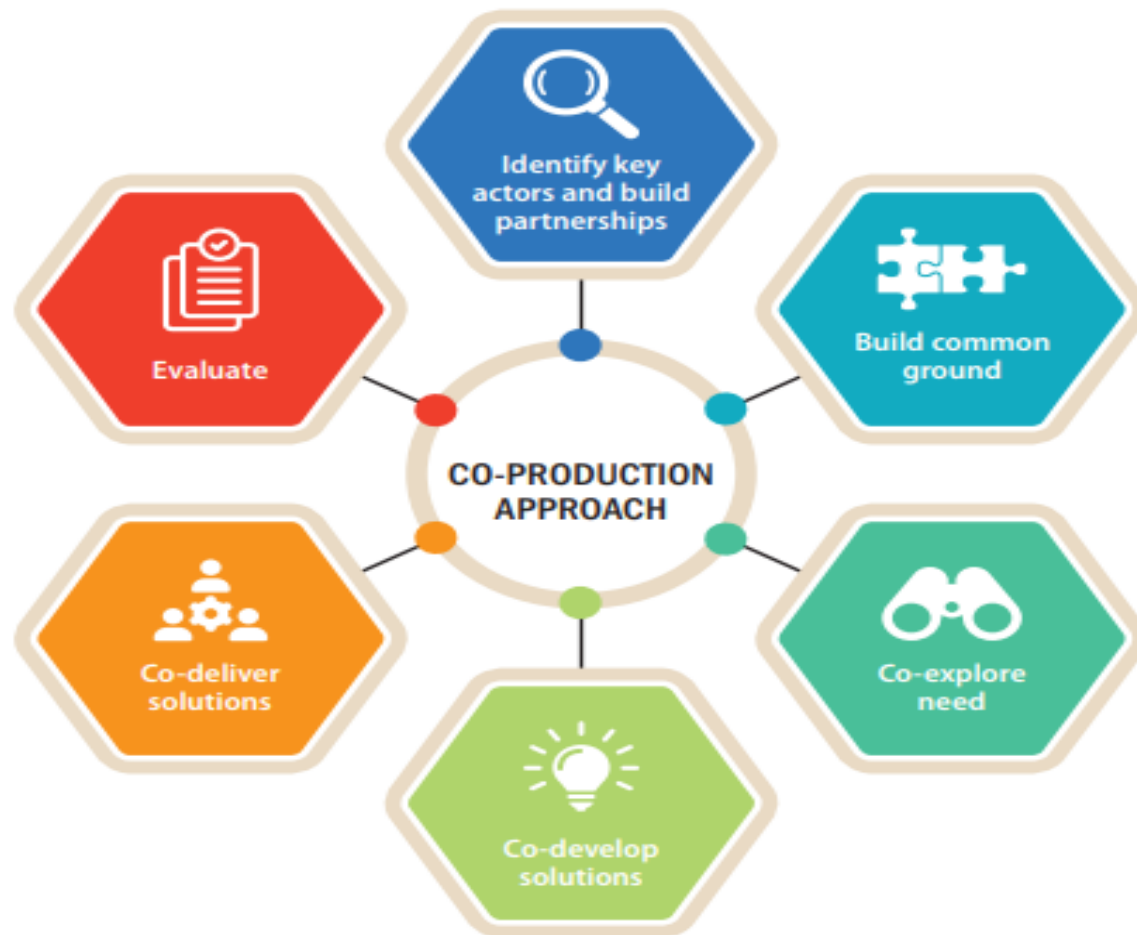 Identify key
actors and build
partnerships
Build common
ground
Co-explore
need
Co-develop
solutions
Co-deliver
solutions
Evaluate
CO-PRODUCTION
APPROACH